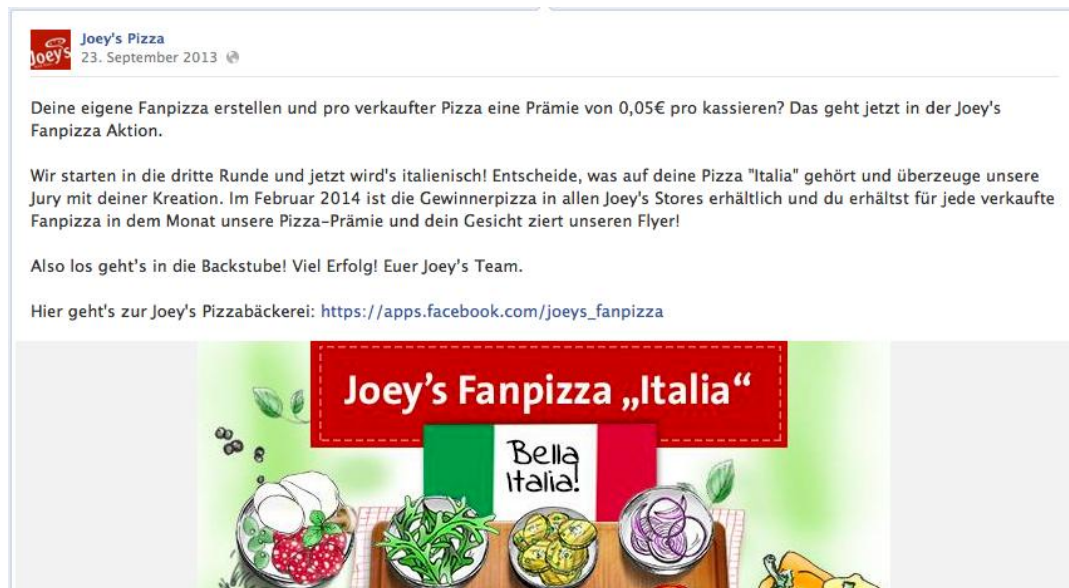 Joey's
Joey's Pizza
23. September 2013
Deine eigene Fanpizza erstellen und pro verkaufter Pizza eine Prämie von 0,05€ pro kassieren? Das geht jetzt in der Joey's
Fanpizza Aktion.
Wir starten in die dritte Runde und jetzt wird's italienisch! Entscheide, was auf deine Pizza "Italia" gehört und überzeuge unsere
Jury mit deiner Kreation. Im Februar 2014 ist die Gewinnerpizza in allen Joey's Stores erhältlich und du erhältst für jede verkaufte
Fanpizza in dem Monat unsere Pizza-Prämie und dein Gesicht ziert unseren Flyer!
Also los geht's in die Backstube! Viel Erfolg! Euer Joey's Team.
Hier geht's zur Joey's Pizzabäckerei: https://apps.facebook.com/joeys_fanpizza
Joey’s Fanpizza „Italia“
Bella
Italia!